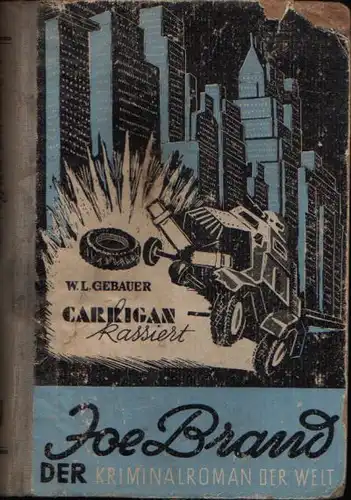 W. L. GEBAUER
CARRIGAN
kassiert
Joe Brand
DER KRIMINALROMAN DER WELT